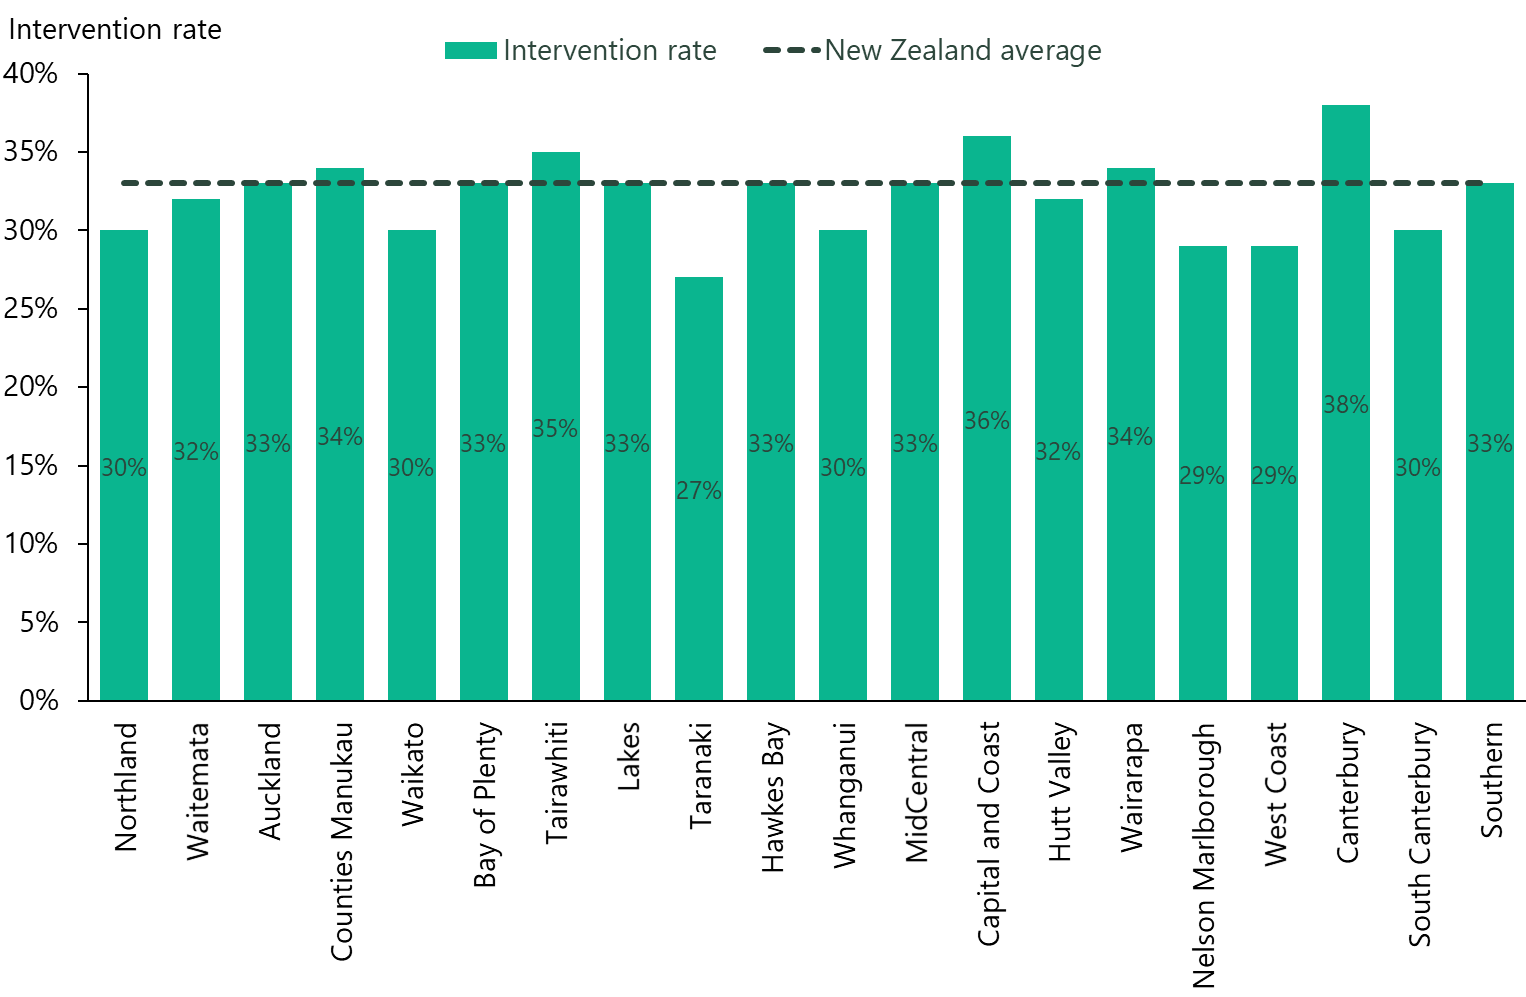 Intervention rate
Intervention rate
New Zealand average
40%
35%
30%
25%
20%
15%
10%
5%
0%
30%
32%
33%
34%
30%
33%
35%
33%
27%
33%
30%
33%
36%
32%
34%
29%
29%
38%
30%
33%
Northland
Waitemata
Auckland
Counties Manukau
Waikato
Bay of Plenty
Tairawhiti
Lakes
Taranaki
Hawkes Bay
Whanganui
MidCentral
Capital and Coast
Hutt Valley
Wairarapa
Nelson Marlborough
West Coast
Canterbury
South Canterbury
Southern